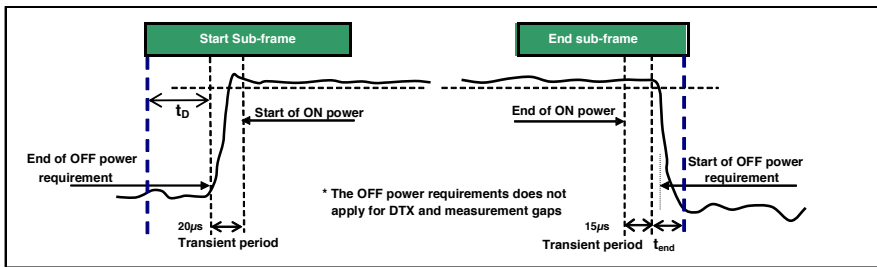 Start Sub-frame
End sub-frame
tD
Start of ON power
End of ON power
End of OFF power
requirement
Start of OFF power
requirement
* The OFF power requirements does not
apply for DTX and measurement gaps
20µs
Transient period
15µs
Transient period
tend